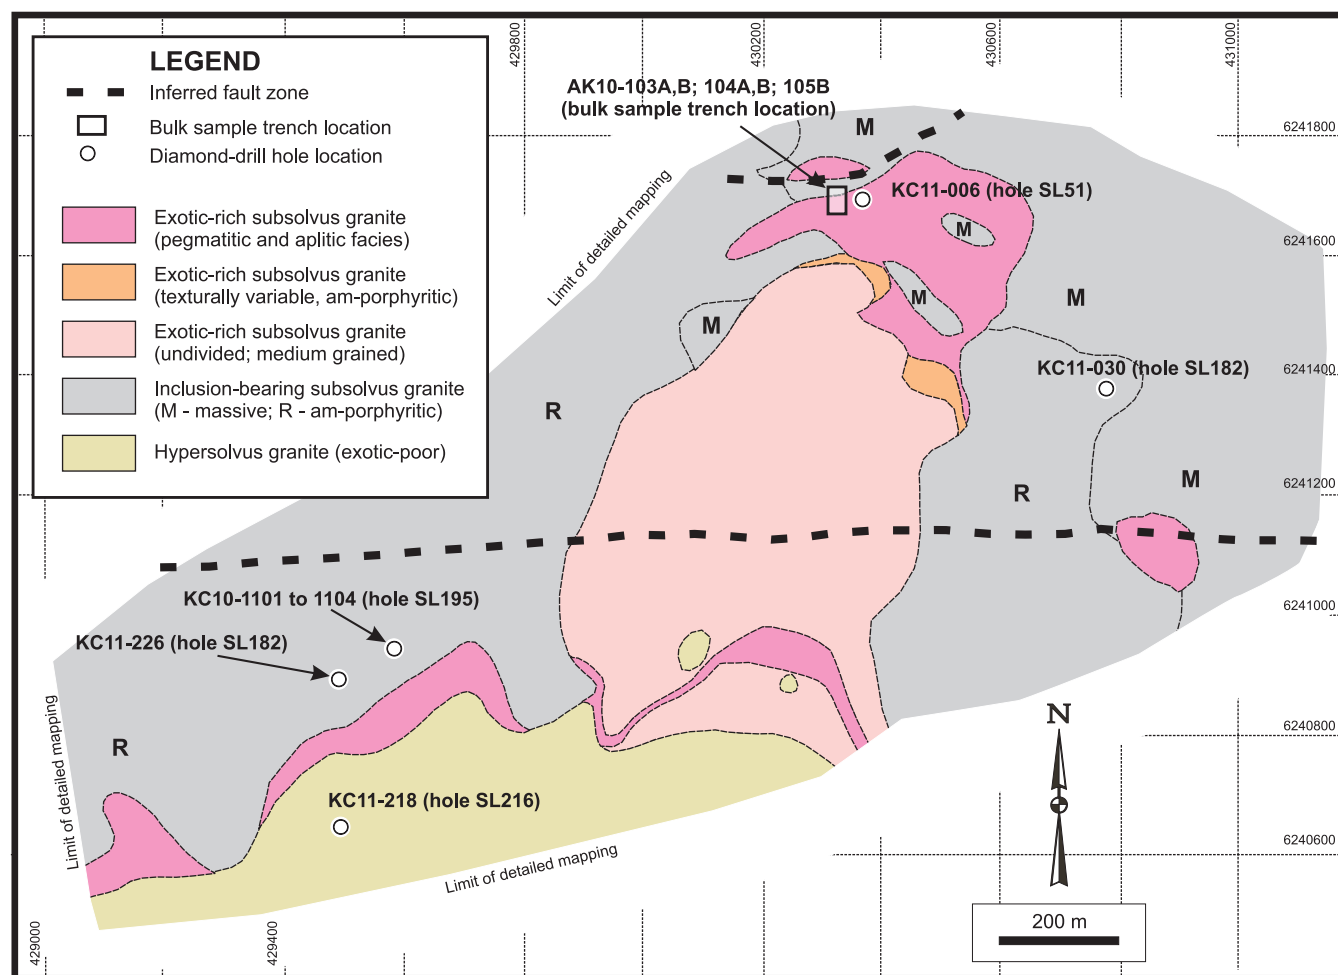 LEGEND
Inferred fault zone
Bulk sample trench location
Diamond-drill hole location
Exotic-rich subsolvus granite
(pegmatitic and aplitic facies)
Exotic-rich subsolvus granite
(texturally variable, am-porphyritic)
Exotic-rich subsolvus granite
(undivided; medium grained)
Inclusion-bearing subsolvus granite
(M - massive; R - am-porphyritic)
Hypersolvus granite (exotic-poor)
429800
430200
430600
431000
AK10-103A,B; 104A,B; 105B
(bulk sample trench location)
M
6241800
KC11-006 (hole SL51)
M
6241600
Limit of detailed mapping
M
M
M
KC11-030 (hole SL182)
6241400
R
R
M
6241200
KC10-1101 to 1104 (hole SL195)
6241000
KC11-226 (hole SL182)
Limit of detailed mapping
R
N
6240800
KC11-218 (hole SL216)
Limit of detailed mapping
6240600
200 m
429000
429400